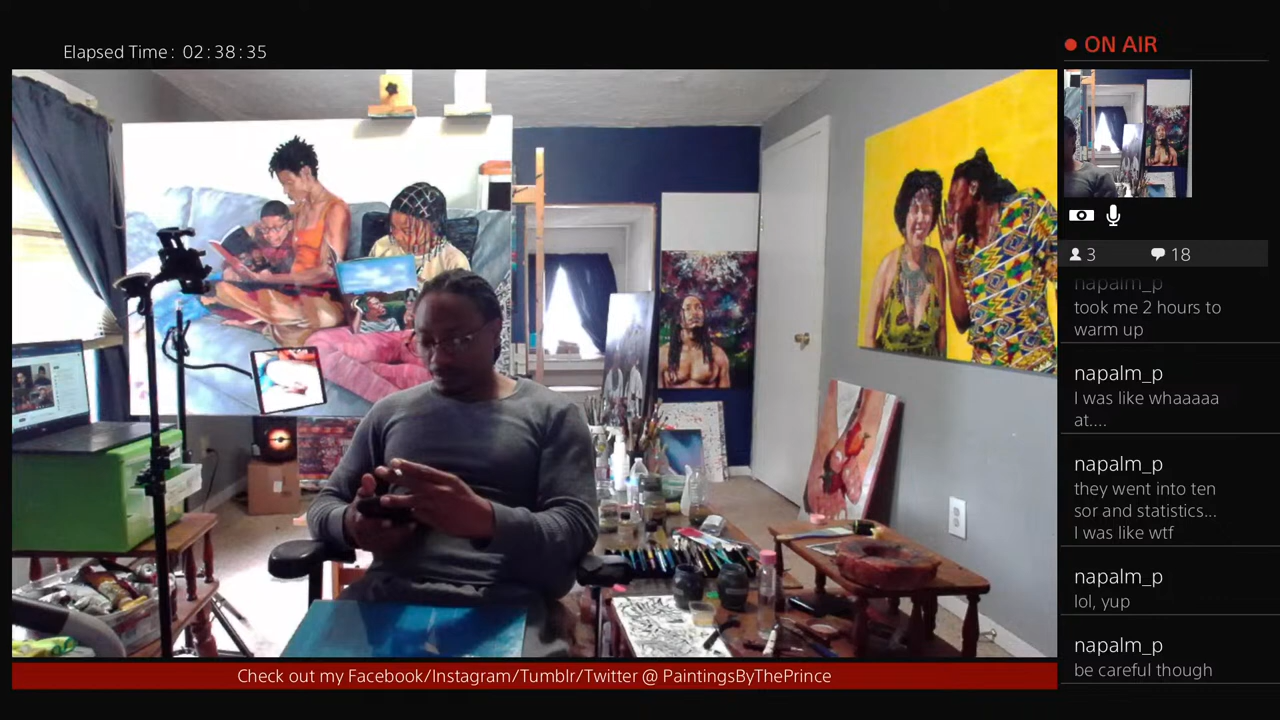 Elapsed Time: 02:38:35
ON AIR
3 18
napalm_p
took me 2 hours to
warm up
napalm_p
I was like whaaaaa
at....
napalm_p
they went into ten
sor and statistics...
I was like wtf
napalm_p
lol, yup
napalm_p
be careful though
Check out my Facebook/Instagram/Tumblr/Twitter @ PaintingsByThePrince